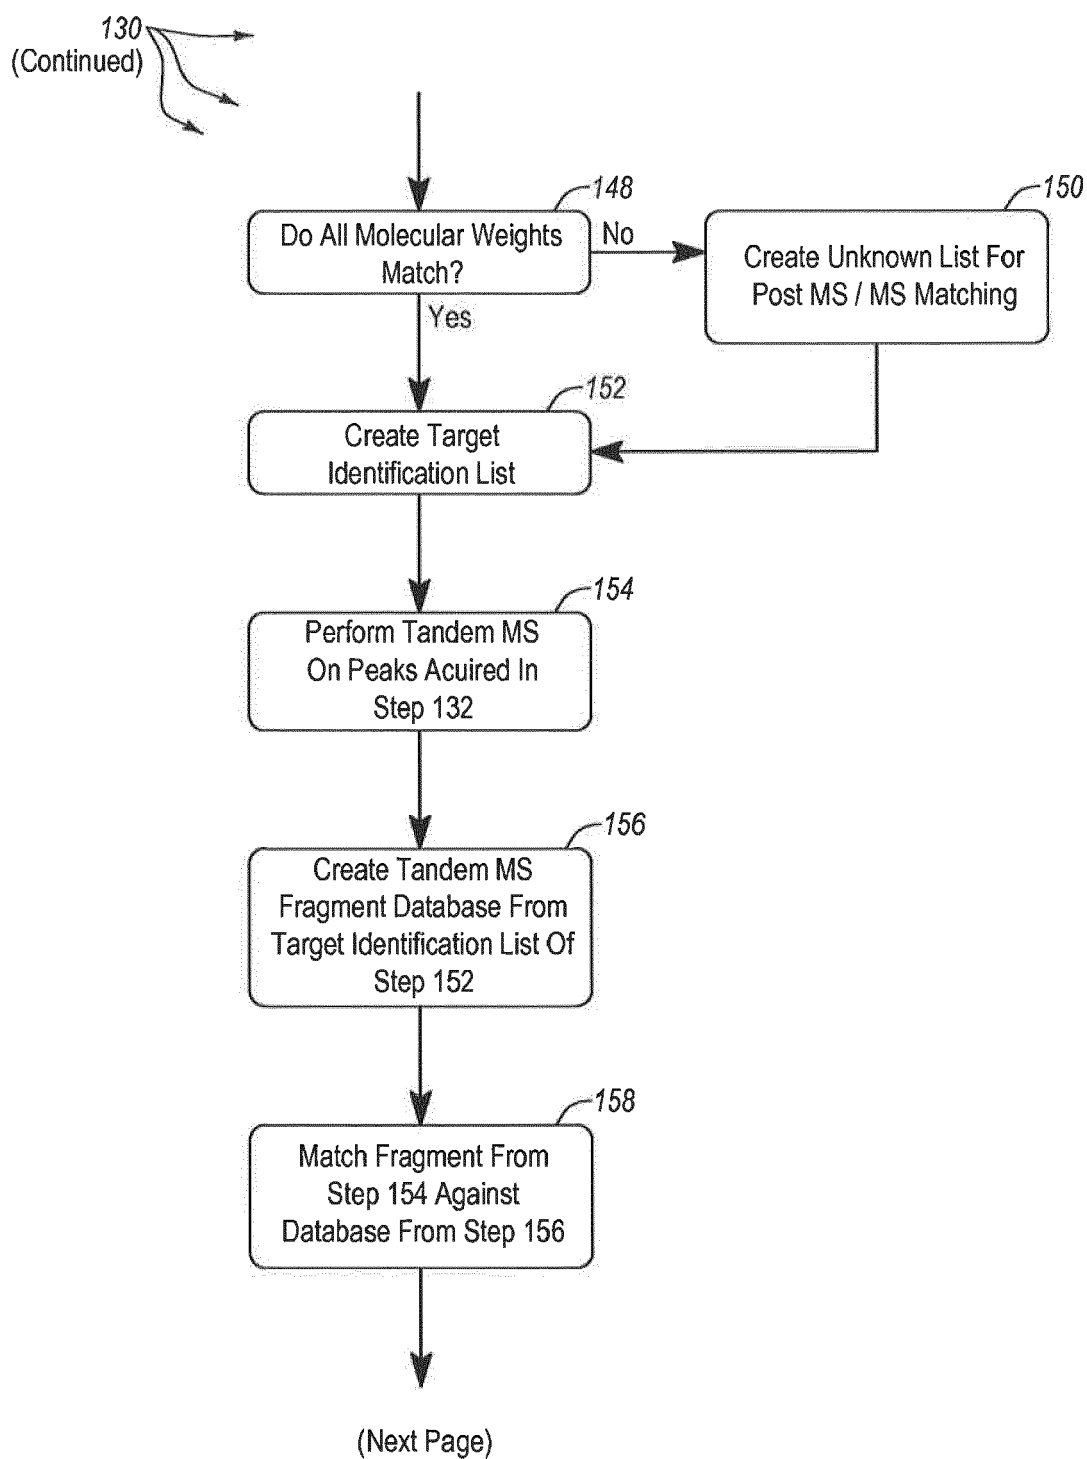 130
(Continued)
148
Do All Molecular Weights
Match?
No
150
Create Unknown List For
Post MS / MS Matching
Yes
152
Create Target
Identification List
154
Perform Tandem MS
On Peaks Acuired In
Step 132
156
Create Tandem MS
Fragment Database From
Target Identification List Of
Step 152
158
Match Fragment From
Step 154 Against
Database From Step 156
(Next Page)